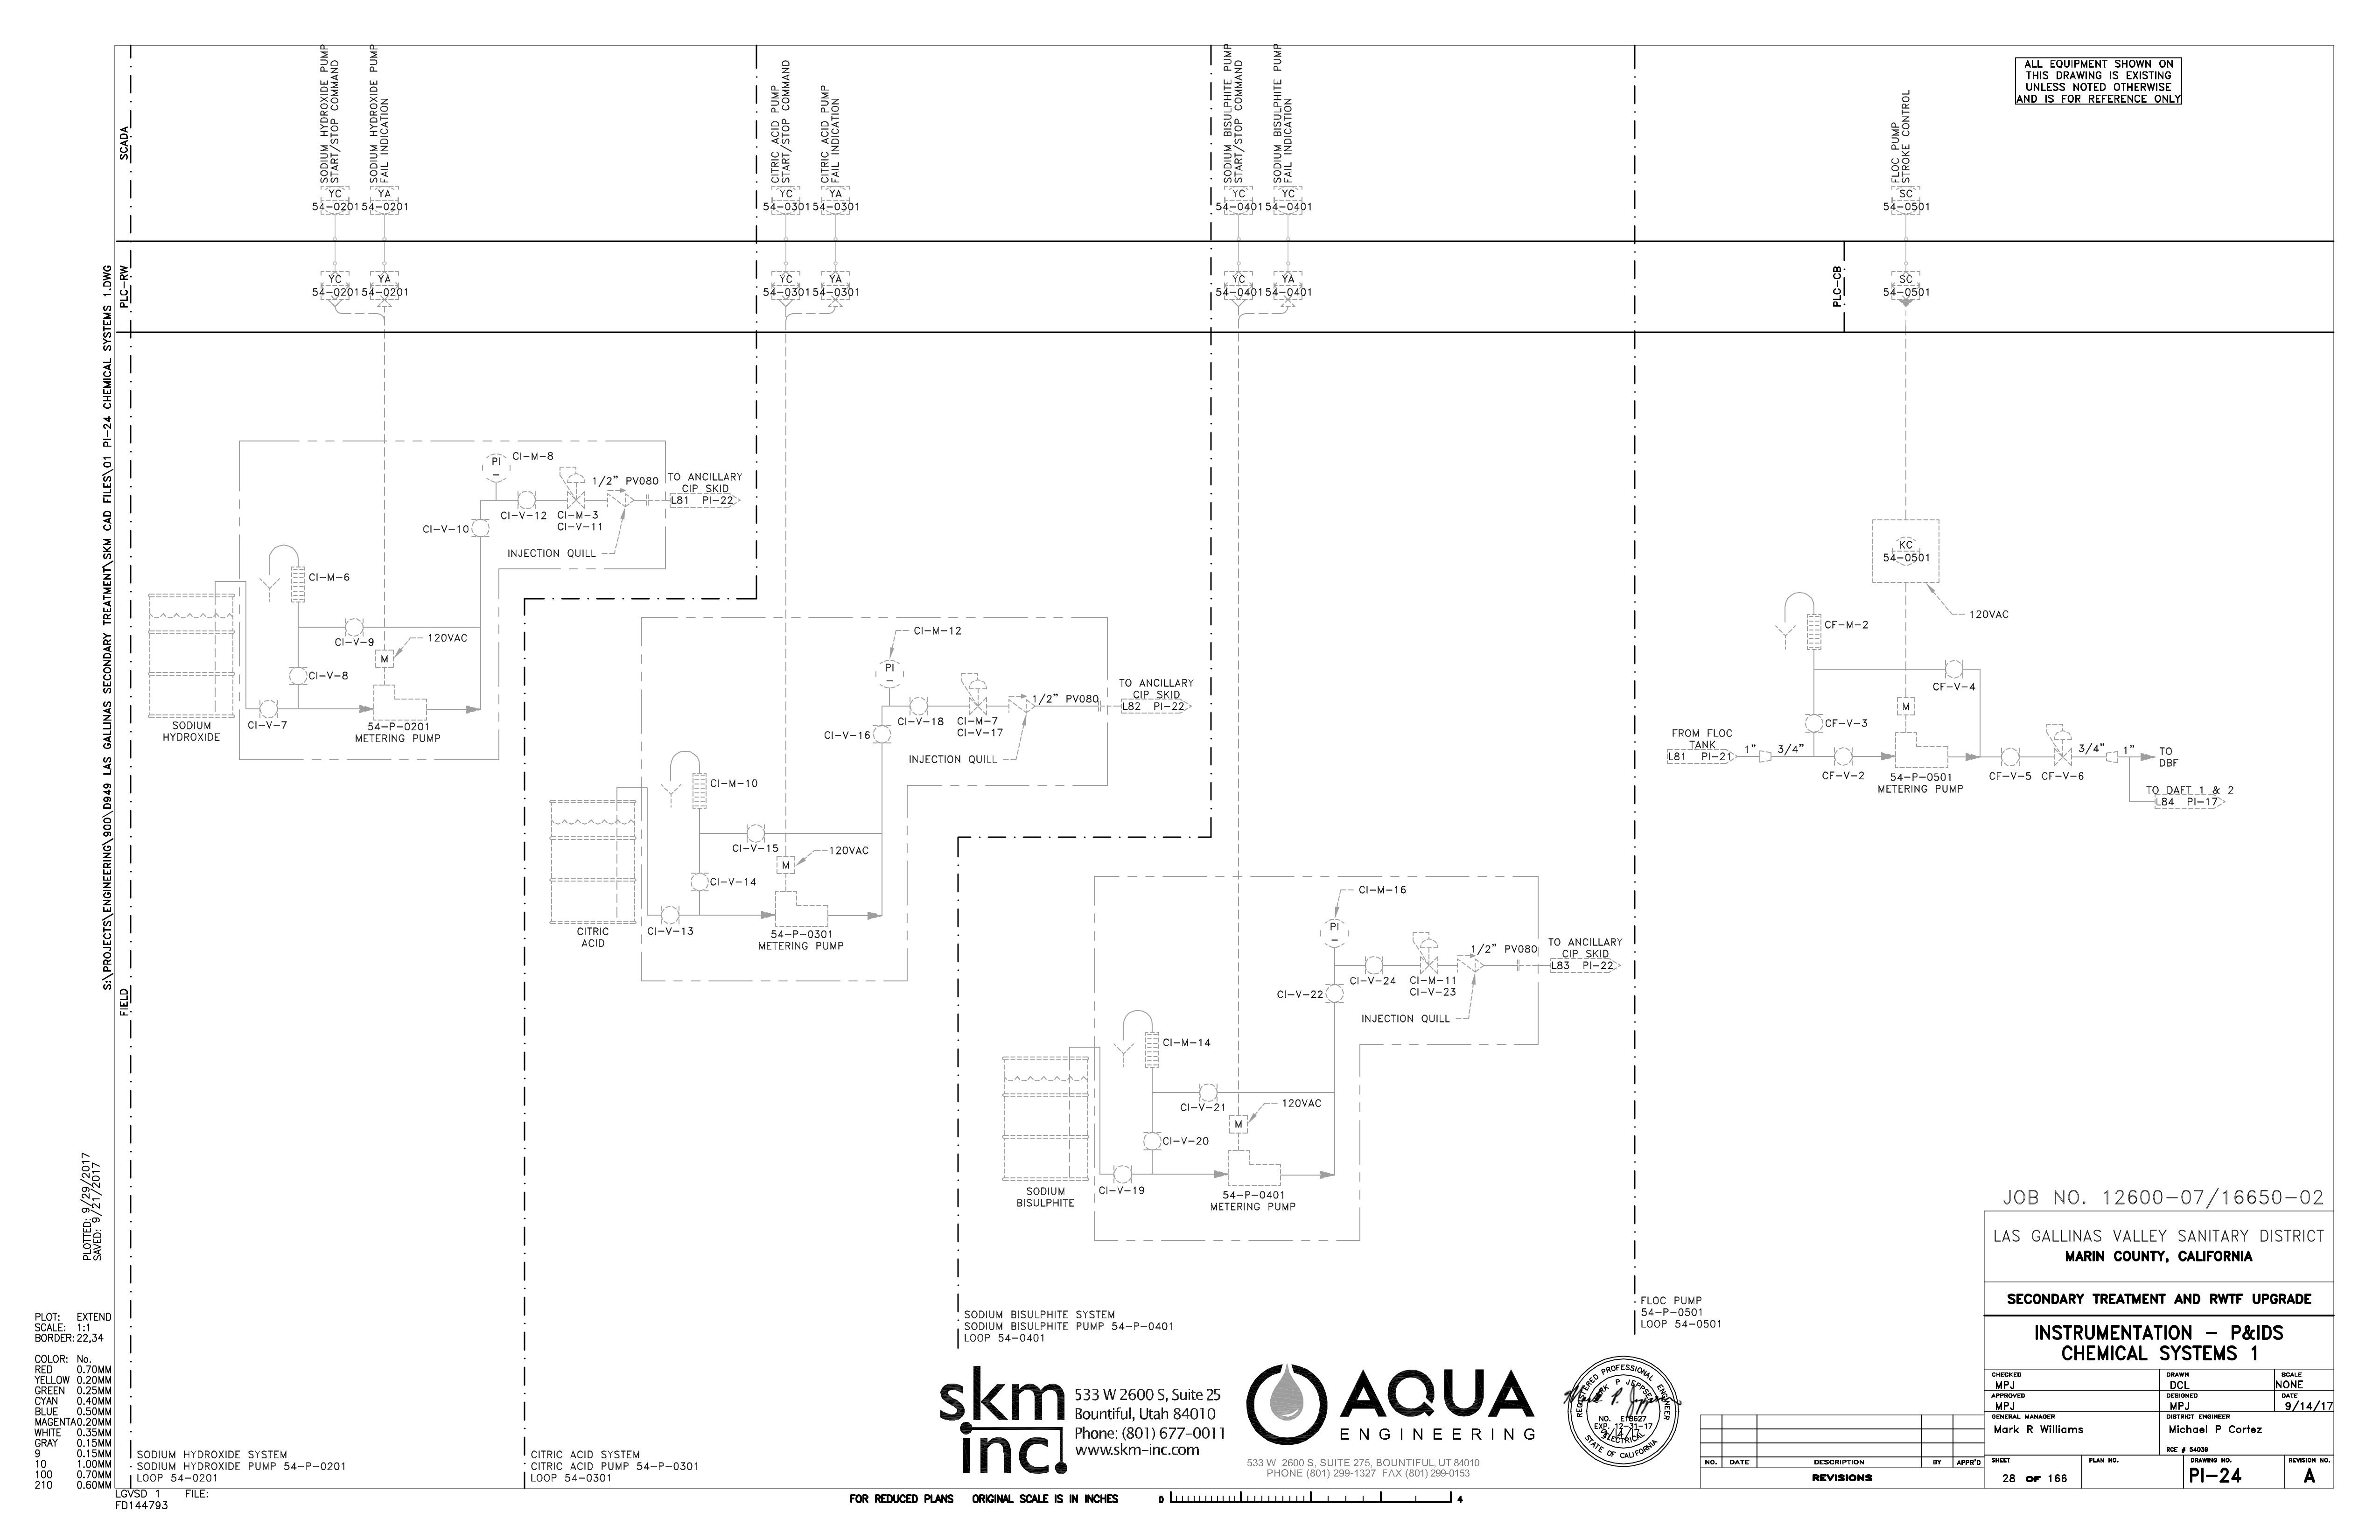 ALL EQUIPMENT SHOWN ON
THIS DRAWING IS EXISTING
UNLESS NOTED OTHERWISE
AND IS FOR REFERENCE ONLY
SCADA
SODIUM HYDROXIDE PUMP
START/STOP COMMAND
SODIUM HYDROXIDE PUMP
FAIL INDICATION
CITRIC ACID PUMP
START/STOP COMMAND
CITRIC ACID PUMP
FAIL INDICATION
SODIUM BISULPHITE PUMP
START/STOP COMMAND
SODIUM BISULPHITE PUMP
FAIL INDICATION
FLOC PUMP
STROKE CONTROL
YC
54-0201
YA
54-0201
YC
54-0301
YA
54-0301
YC
54-0401
YC
54-0401
SC
54-0501
PLC-RW
YC
54-0201
YA
54-0201
YC
54-0301
YA
54-0301
YC
54-0401
YA
54-0401
PLC-CB
SC
54-0501
FIELD
PI
-
CI-M-8
1/2" PV080
TO ANCILLARY
CIP SKID
L81 PI-22
CI-V-12
CI-M-3
CI-V-11
CI-V-10
INJECTION QUILL
CI-M-6
CI-V-9
120VAC
M
CI-V-8
CI-V-7
54-P-0201
METERING PUMP
SODIUM
HYDROXIDE
CI-M-12
PI
-
1/2" PV080
TO ANCILLARY
CIP SKID
L82 PI-22
CI-V-18
CI-M-7
CI-V-17
CI-V-16
INJECTION QUILL
CI-M-10
CI-V-15
120VAC
M
CI-V-14
CI-V-13
54-P-0301
METERING PUMP
CITRIC
ACID
CI-M-16
PI
-
1/2" PV080
TO ANCILLARY
CIP SKID
L83 PI-22
CI-V-24
CI-M-11
CI-V-23
CI-V-22
INJECTION QUILL
CI-M-14
CI-V-21
120VAC
M
CI-V-20
CI-V-19
54-P-0401
METERING PUMP
SODIUM
BISULPHITE
KC
54-0501
120VAC
CF-M-2
CF-V-4
M
CF-V-3
FROM FLOC
TANK
L81 PI-21
1"
3/4"
CF-V-2
54-P-0501
METERING PUMP
CF-V-5
CF-V-6
3/4"
1"
TO
DBF
TO DAFT 1 & 2
L84 PI-17
SODIUM HYDROXIDE SYSTEM
SODIUM HYDROXIDE PUMP 54-P-0201
LOOP 54-0201
CITRIC ACID SYSTEM
CITRIC ACID PUMP 54-P-0301
LOOP 54-0301
SODIUM BISULPHITE SYSTEM
SODIUM BISULPHITE PUMP 54-P-0401
LOOP 54-0401
FLOC PUMP
54-P-0501
LOOP 54-0501
S:\PROJECTS\ENGINEERING\900\D949 LAS GALLINAS SECONDARY TREATMENT\SKM CAD FILES\01 PI-24 CHEMICAL SYSTEMS 1.DWG
PLOTTED: 9/29/2017
SAVED: 9/21/2017
PLOT: EXTEND
SCALE: 1:1
BORDER: 22,34
COLOR: No.
RED 0.70MM
YELLOW 0.20MM
GREEN 0.25MM
CYAN 0.40MM
BLUE 0.50MM
MAGENTA 0.20MM
WHITE 0.35MM
GRAY 0.15MM
9 0.15MM
10 1.00MM
100 0.70MM
210 0.60MM
LGVSD 1 FILE:
FD144793
skm
inc.
533 W 2600 S, Suite 25
Bountiful, Utah 84010
Phone: (801) 677-0011
www.skm-inc.com
AQUA
ENGINEERING
533 W 2600 S, SUITE 275, BOUNTIFUL, UT 84010
PHONE (801) 299-1327 FAX (801) 299-0153
REGISTERED PROFESSIONAL ENGINEER
MARK P JEPPSEN
NO. E18627
EXP. 12-31-17
ELECTRICAL
STATE OF CALIFORNIA
FOR REDUCED PLANS ORIGINAL SCALE IS IN INCHES
0 4
JOB NO. 12600-07/16650-02
LAS GALLINAS VALLEY SANITARY DISTRICT
MARIN COUNTY, CALIFORNIA
SECONDARY TREATMENT AND RWTF UPGRADE
INSTRUMENTATION - P&IDS
CHEMICAL SYSTEMS 1
CHECKED
MPJ
DRAWN
DCL
SCALE
NONE
APPROVED
MPJ
DESIGNED
MPJ
DATE
9/14/17
GENERAL MANAGER
Mark R Williams
DISTRICT ENGINEER
Michael P Cortez
RCE # 54039
SHEET
28 OF 166
PLAN NO.
DRAWING NO.
PI-24
REVISION NO.
A
NO. DATE DESCRIPTION BY APPR'D
REVISIONS